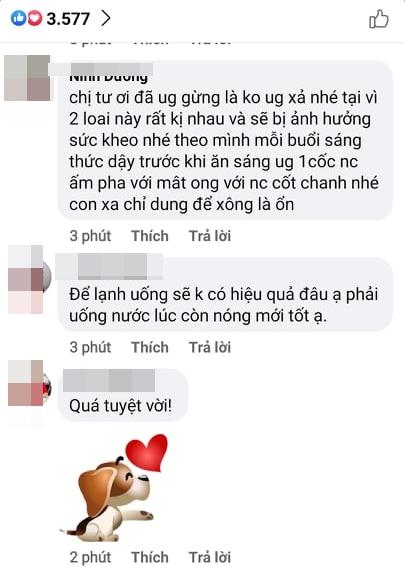 3.577
3 phút Thích Trả lời
Ninh Dương
chị tư ơi đã ug gừng là ko ug xả nhé tại vì
2 loai này rất kị nhau và sẽ bị ảnh hưởng
sức kheo nhé theo mình mỗi buổi sáng
thức dậy trước khi ăn sáng ug 1cốc nc
ấm pha với mât ong với nc cốt chanh nhé
con xa chỉ dung để xông là ổn
3 phút Thích Trả lời
Để lạnh uống sẽ k có hiệu quả đâu ạ phải
uống nước lúc còn nóng mới tốt ạ.
3 phút Thích Trả lời
Quá tuyệt vời!
2 phút Thích Trả lời